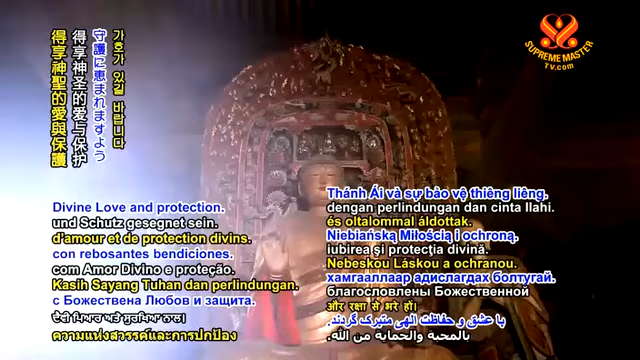 SUPREME MASTER
TV.com
가호가 있길 바랍니다
守護に恵まれますよう
得享神圣的爱与保护
得享神聖的愛與保護
Divine Love and protection.
und Schutz gesegnet sein.
d'amour et de protection divins.
con rebosantes bendiciones.
com Amor Divino e proteção.
Kasih Sayang Tuhan dan perlindungan.
с Божествена Любов и защита.
ਦੈਵੀ ਪਿਆਰ ਅਤੇ ਸੁਰਖਿਆ ਨਾਲ।
ความแห่งสวรรค์และการปกป้อง
Thánh Ái và sự bảo vệ thiêng liêng.
dengan perlindungan dan cinta Ilahi.
és oltalommal áldottak.
Niebiańską Miłością i ochroną.
iubirea și protecția divină.
Nebeskou Láskou a ochranou.
хамгааллаар адислагдах болтугай.
благословлены Божественной
और रक्षा से भरे हों।
با عشق و حفاظت الهی متبرک گردند.
بالمحبة والحماية من الله.